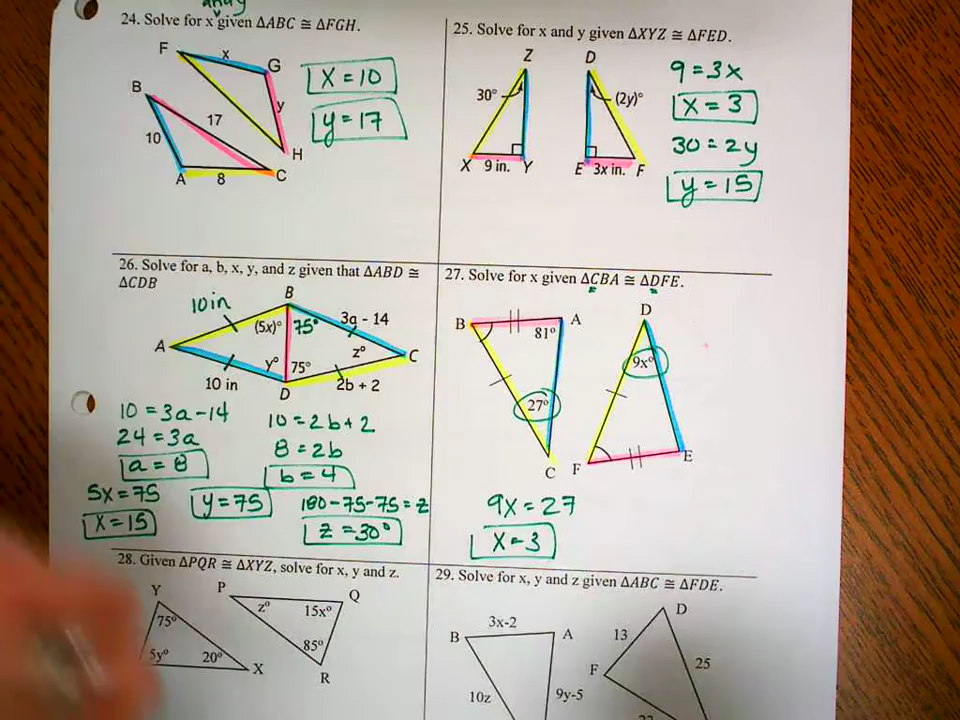 and y
24. Solve for x given ΔABC ≅ ΔFGH.
F
x
G
B
y
17
10
H
A
8
C
x = 10
y = 17
25. Solve for x and y given ΔXYZ ≅ ΔFED.
Z
D
30°
(2y)°
X
9 in.
Y
E
3x in.
F
9 = 3x
x = 3
30 = 2y
y = 15
26. Solve for a, b, x, y, and z given that ΔABD ≅
ΔCDB
10in
B
(5x)°
75°
3a - 14
A
y°
75°
z°
C
10 in
D
2b + 2
10 = 3a - 14
24 = 3a
a = 8
10 = 2b + 2
8 = 2b
b = 4
5x = 75
x = 15
y = 75
180 - 75 - 75 = z
z = 30°
27. Solve for x given ΔCBA ≅ ΔDFE.
B
A
81°
27°
C
D
9x°
F
E
9x = 27
x = 3
28. Given ΔPQR ≅ ΔXYZ, solve for x, y and z.
Y
75°
5y°
20°
X
P
z°
15x°
Q
85°
R
29. Solve for x, y and z given ΔABC ≅ ΔFDE.
3x-2
B
A
10z
9y-5
D
13
F
25